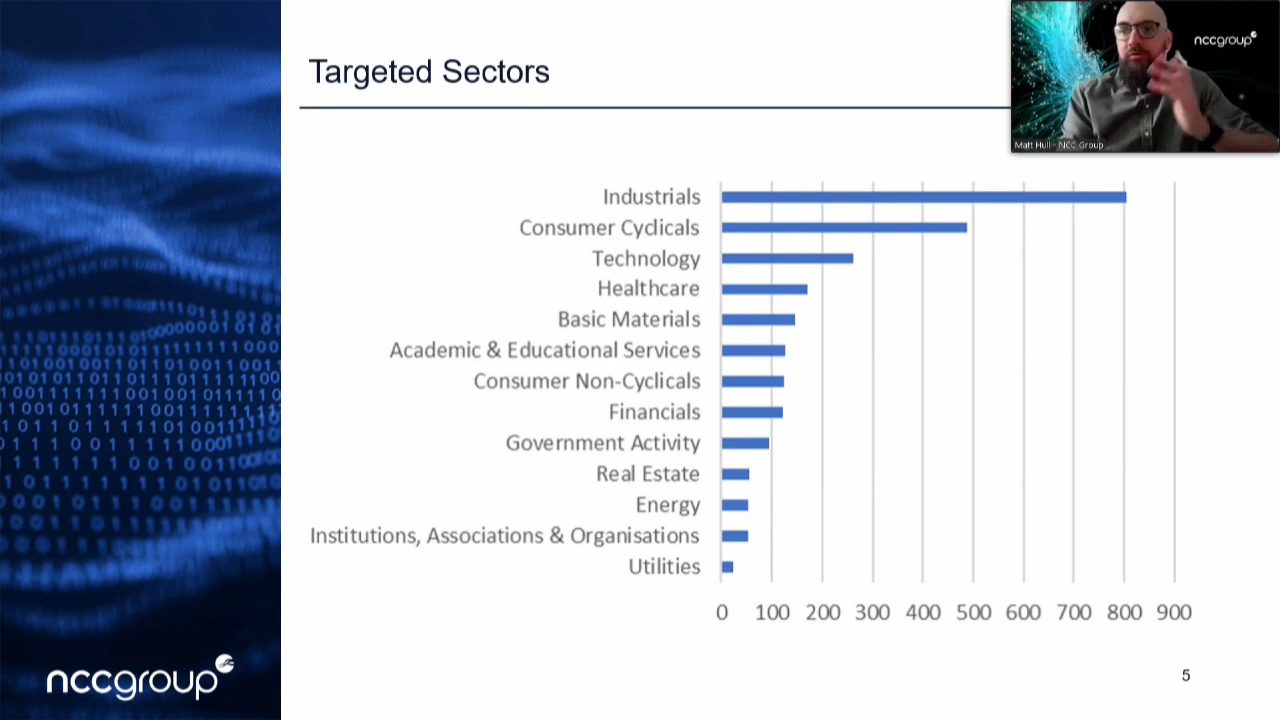 Targeted Sectors
nccgroup
Matt Hull - NCC Group
Industrials
Consumer Cyclicals
Technology
Healthcare
Basic Materials
Academic & Educational Services
Consumer Non-Cyclicals
Financials
Government Activity
Real Estate
Energy
Institutions, Associations & Organisations
Utilities
0 100 200 300 400 500 600 700 800 900
nccgroup
5